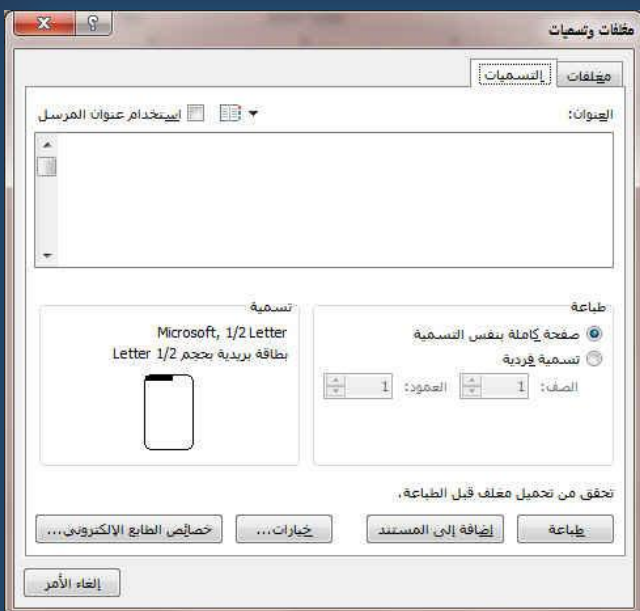 مغلفات وتسميات
مغلفات التسميات
العنوان: استخدام عنوان المرسل
طباعة
صفحة كاملة بنفس التسمية
تسمية فردية
الصف: 1 العمود: 1
تسمية
Microsoft, 1/2 Letter
بطاقة بريدية بحجم Letter 1/2
تحقق من تحميل مغلف قبل الطباعة.
طباعة إضافة إلى المستند خيارات... خصائص الطابع الإلكتروني...
إلغاء الأمر